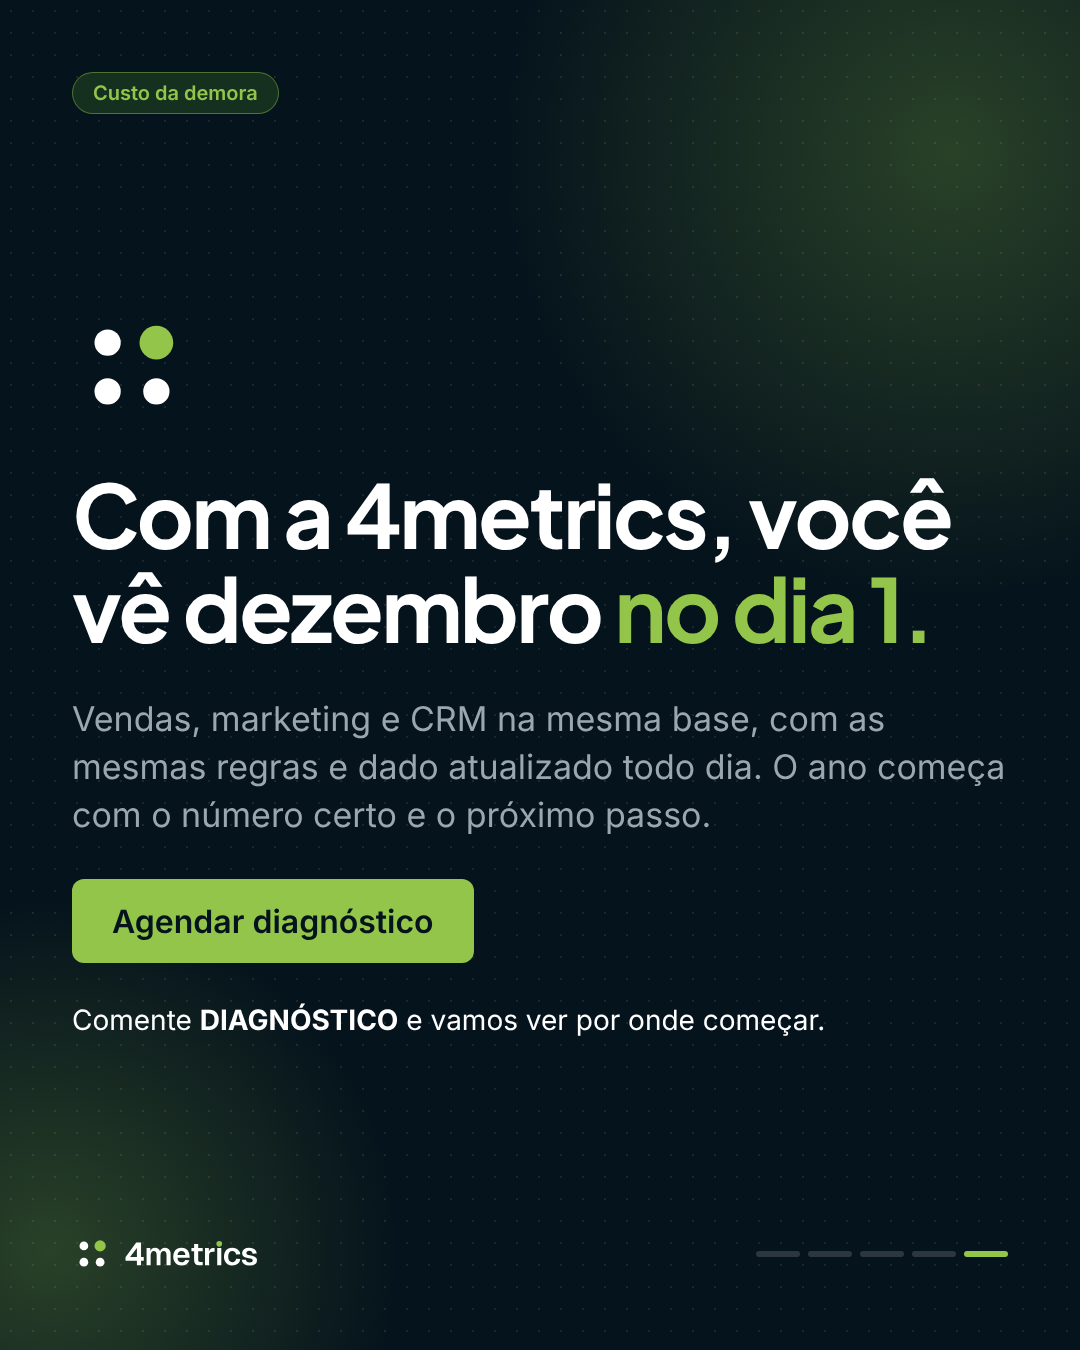 Custo da demora
Com a 4metrics, você
vê dezembro no dia 1.
Vendas, marketing e CRM na mesma base, com as
mesmas regras e dado atualizado todo dia. O ano começa
com o número certo e o próximo passo.
Agendar diagnóstico
Comente DIAGNÓSTICO e vamos ver por onde começar.
4metrics